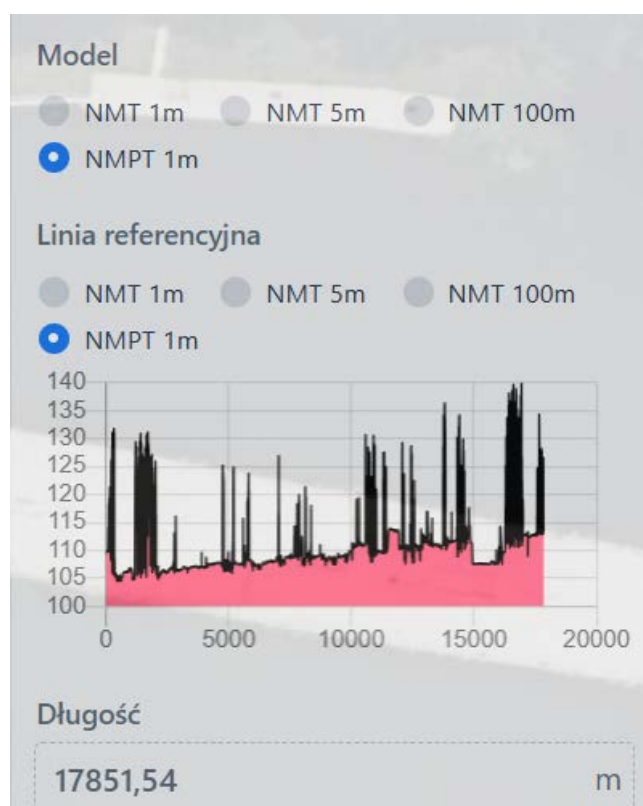 Model
NMT 1m NMT 5m NMT 100m
NMPT 1m
Linia referencyjna
NMT 1m NMT 5m NMT 100m
NMPT 1m
140
135
130
125
120
115
110
105
100
0 5000 10000 15000 20000
Długość
17851,54 m